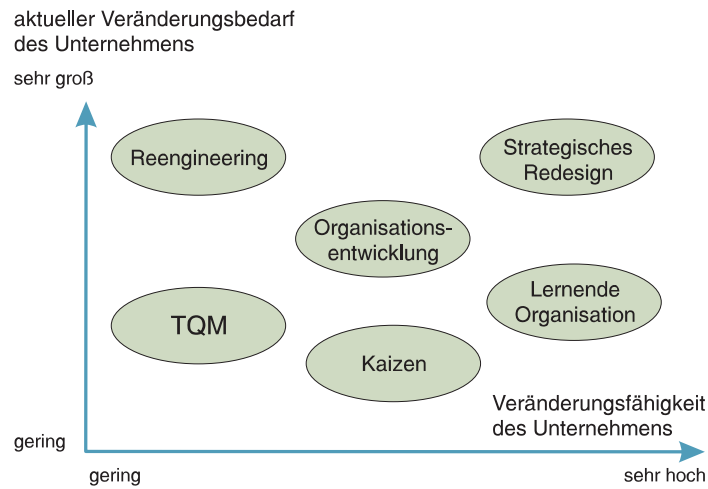 aktueller Veränderungsbedarf
des Unternehmens
sehr groß
Reengineering
Strategisches
Redesign
Organisations-
entwicklung
Lernende
Organisation
TQM
Kaizen
Veränderungsfähigkeit
des Unternehmens
gering
gering
sehr hoch